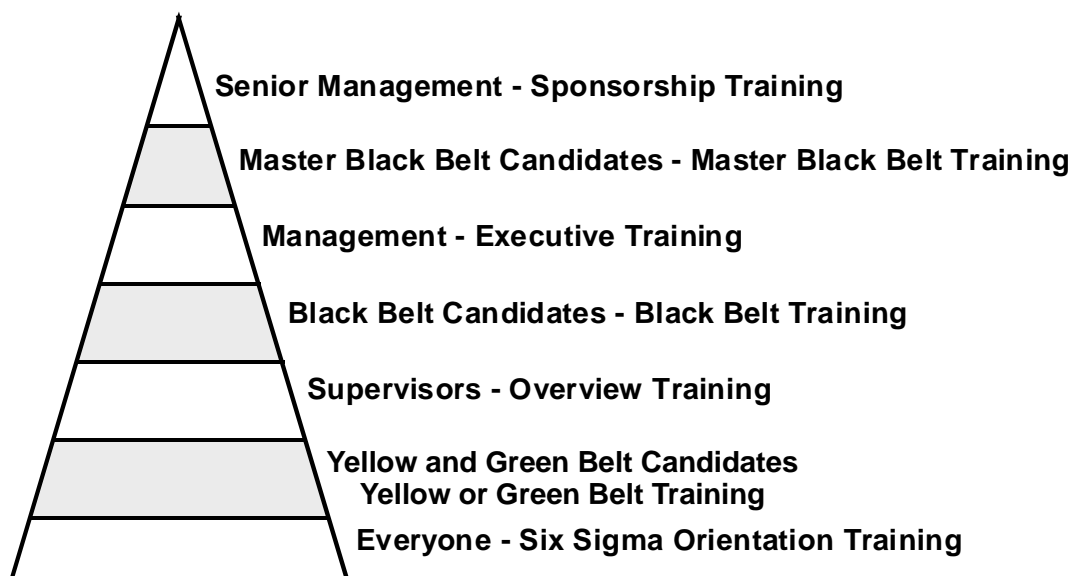 Senior Management - Sponsorship Training
Master Black Belt Candidates - Master Black Belt Training
Management - Executive Training
Black Belt Candidates - Black Belt Training
Supervisors - Overview Training
Yellow and Green Belt Candidates
Yellow or Green Belt Training
Everyone - Six Sigma Orientation Training